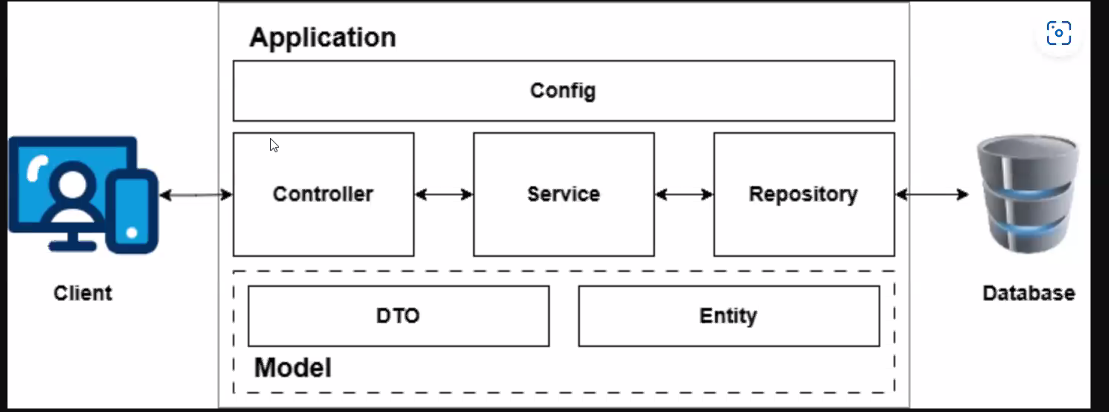 Application
Config
Controller
Service
Repository
Client
Database
DTO
Entity
Model